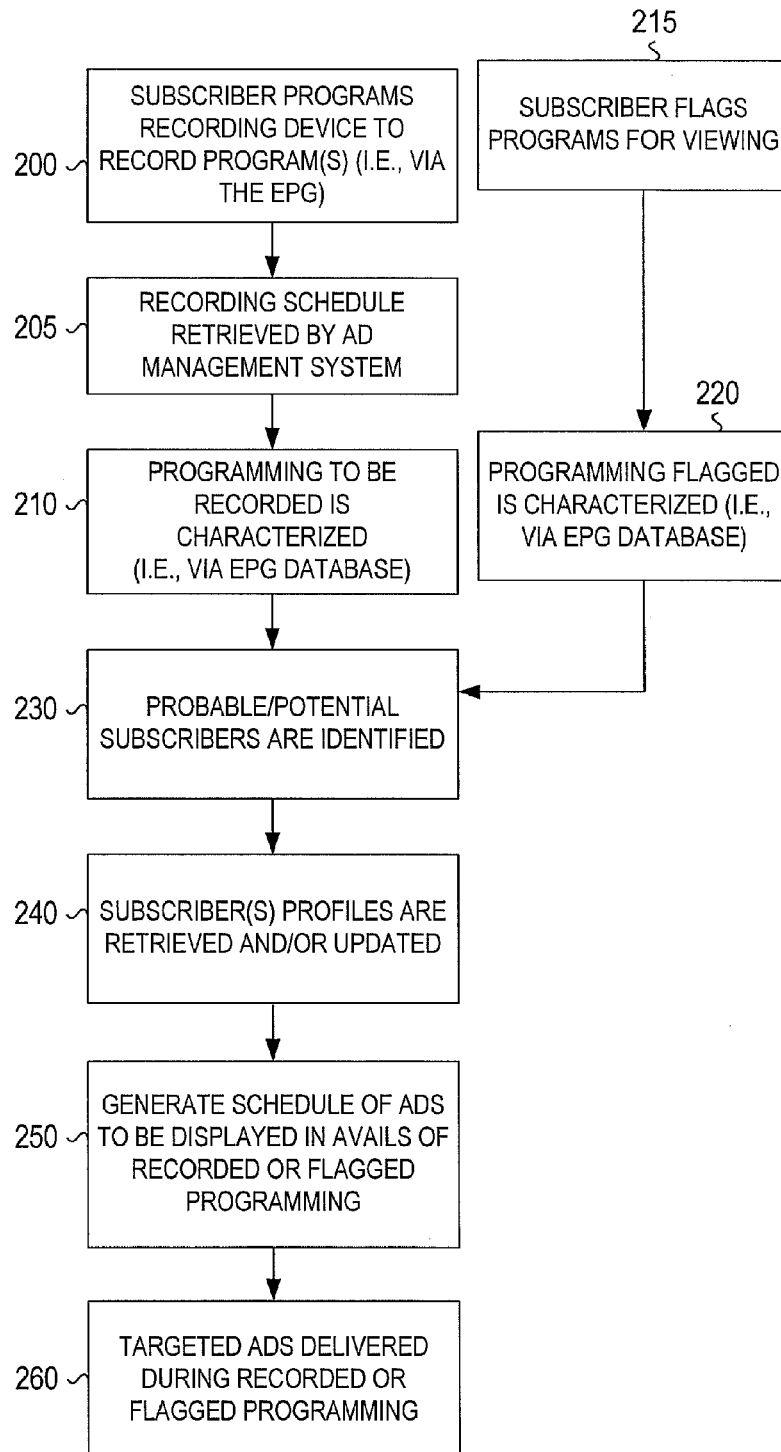 215
SUBSCRIBER PROGRAMS
RECORDING DEVICE TO
RECORD PROGRAM(S) (I.E., VIA
THE EPG)
200
SUBSCRIBER FLAGS
PROGRAMS FOR VIEWING
RECORDING SCHEDULE
RETRIEVED BY AD
MANAGEMENT SYSTEM
205
220
PROGRAMMING TO BE
RECORDED IS
CHARACTERIZED
(I.E., VIA EPG DATABASE)
210
PROGRAMMING FLAGGED
IS CHARACTERIZED (I.E.,
VIA EPG DATABASE)
230
PROBABLE/POTENTIAL
SUBSCRIBERS ARE IDENTIFIED
240
SUBSCRIBER(S) PROFILES ARE
RETRIEVED AND/OR UPDATED
250
GENERATE SCHEDULE OF ADS
TO BE DISPLAYED IN AVAILS OF
RECORDED OR FLAGGED
PROGRAMMING
260
TARGETED ADS DELIVERED
DURING RECORDED OR
FLAGGED PROGRAMMING